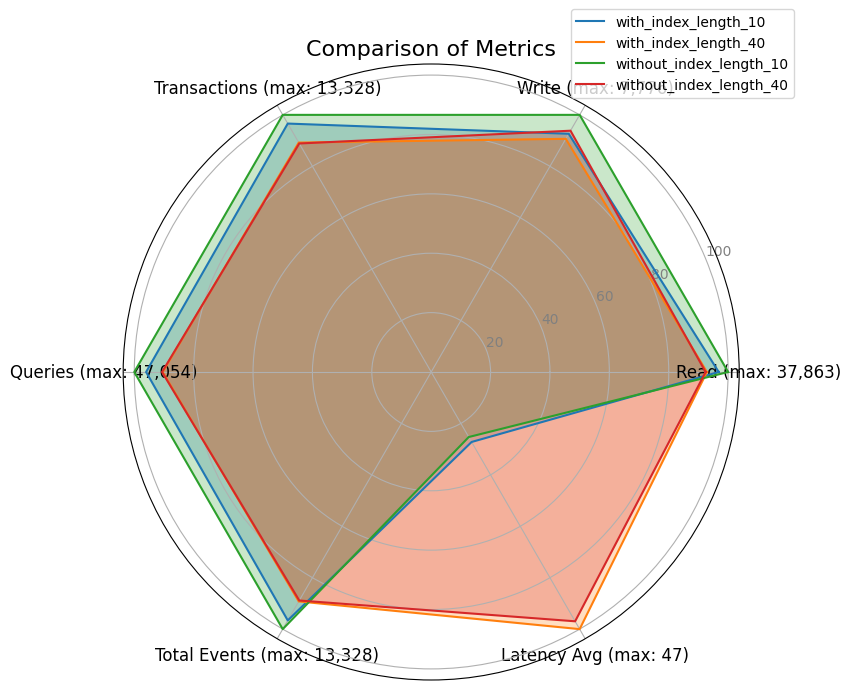 with_index_length_10
with_index_length_40
without_index_length_10
without_index_length_40
Comparison of Metrics
Transactions (max: 13,328)
Write (max:
100
80
60
40
20
Queries (max: 47,054)
Read (max: 37,863)
Total Events (max: 13,328)
Latency Avg (max: 47)